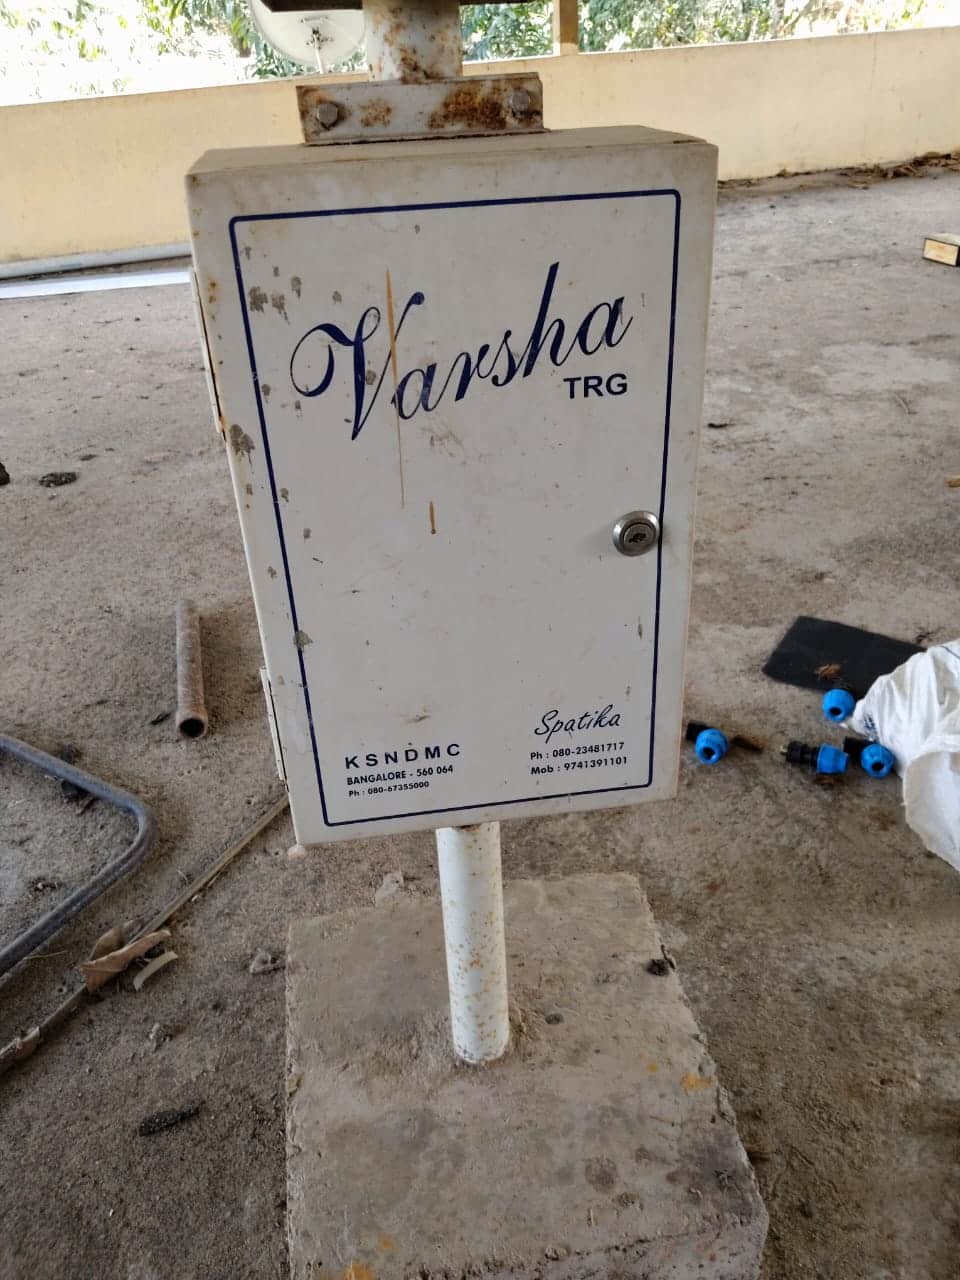 Varsha
TRG
KSNDMC
BANGALORE - 560 064
Ph : 080-67355000
Spatika
Ph : 080-23481717
Mob : 9741391101